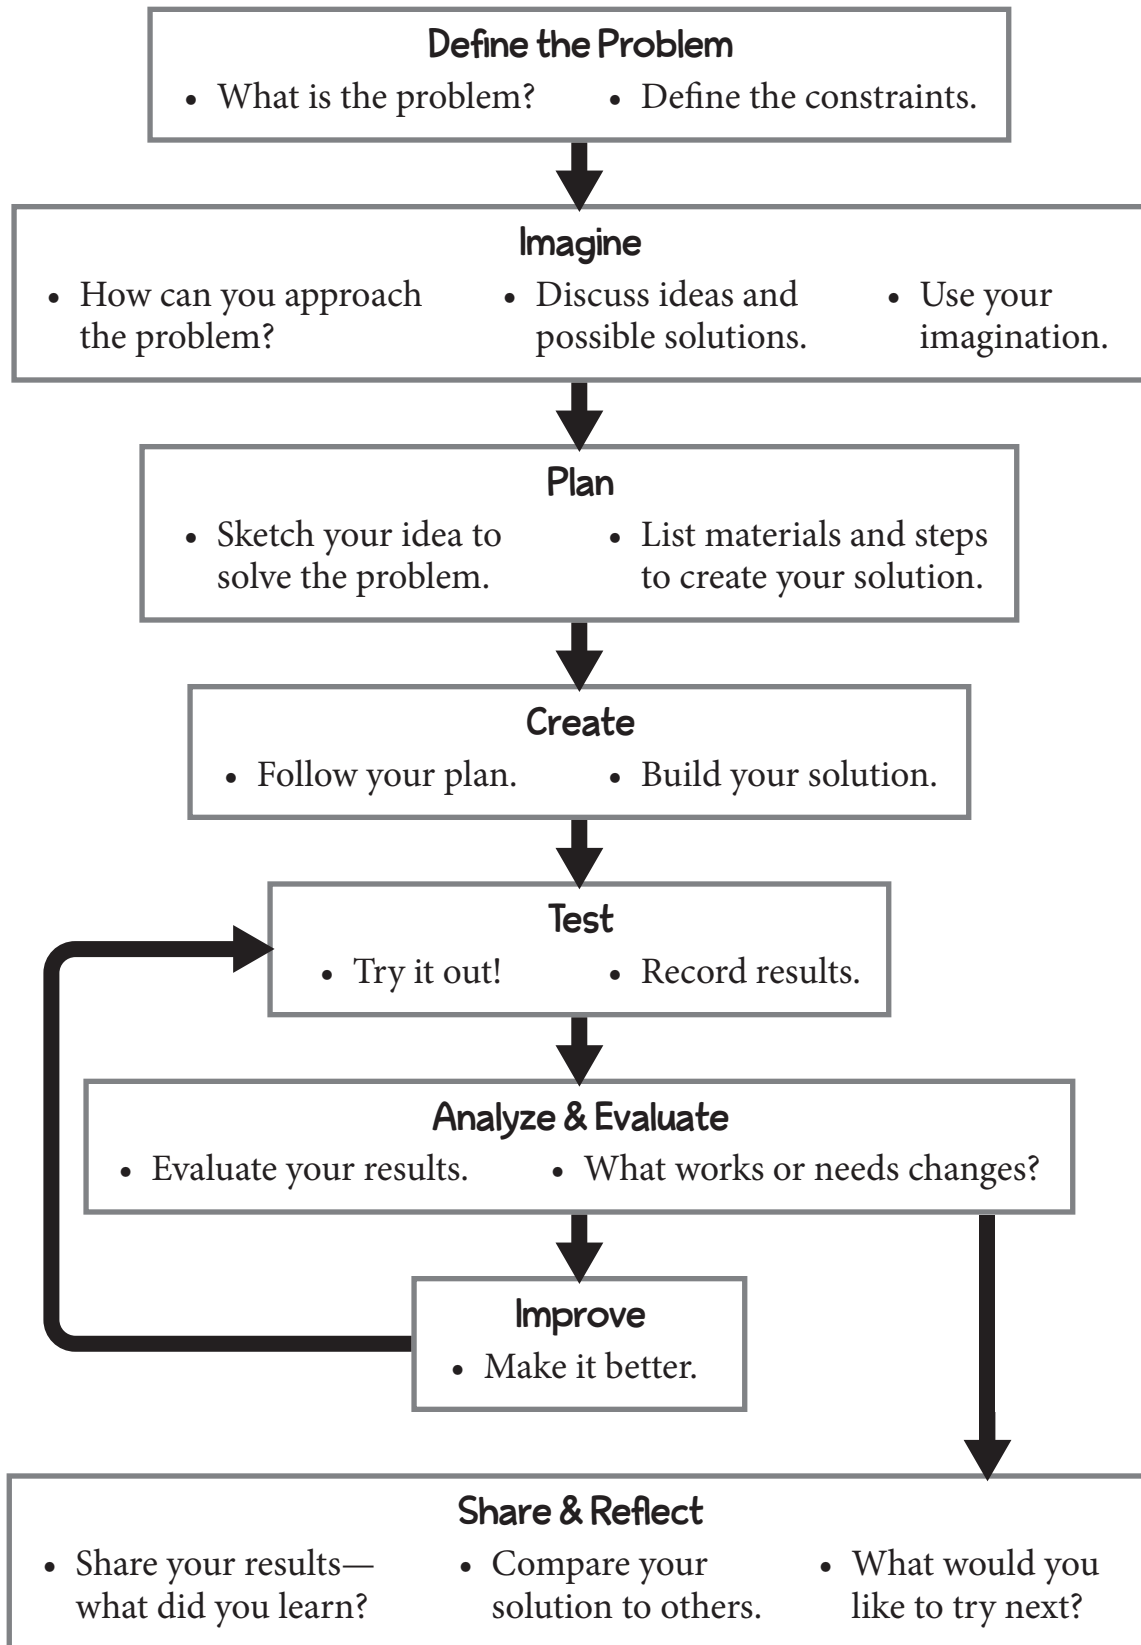 Define the Problem
• What is the problem? • Define the constraints.
Imagine
• How can you approach the problem?
• Discuss ideas and possible solutions.
• Use your imagination.
Plan
• Sketch your idea to solve the problem.
• List materials and steps to create your solution.
Create
• Follow your plan. • Build your solution.
Test
• Try it out! • Record results.
Analyze & Evaluate
• Evaluate your results. • What works or needs changes?
Improve
• Make it better.
Share & Reflect
• Share your results—
what did you learn?
• Compare your
solution to others.
• What would you
like to try next?